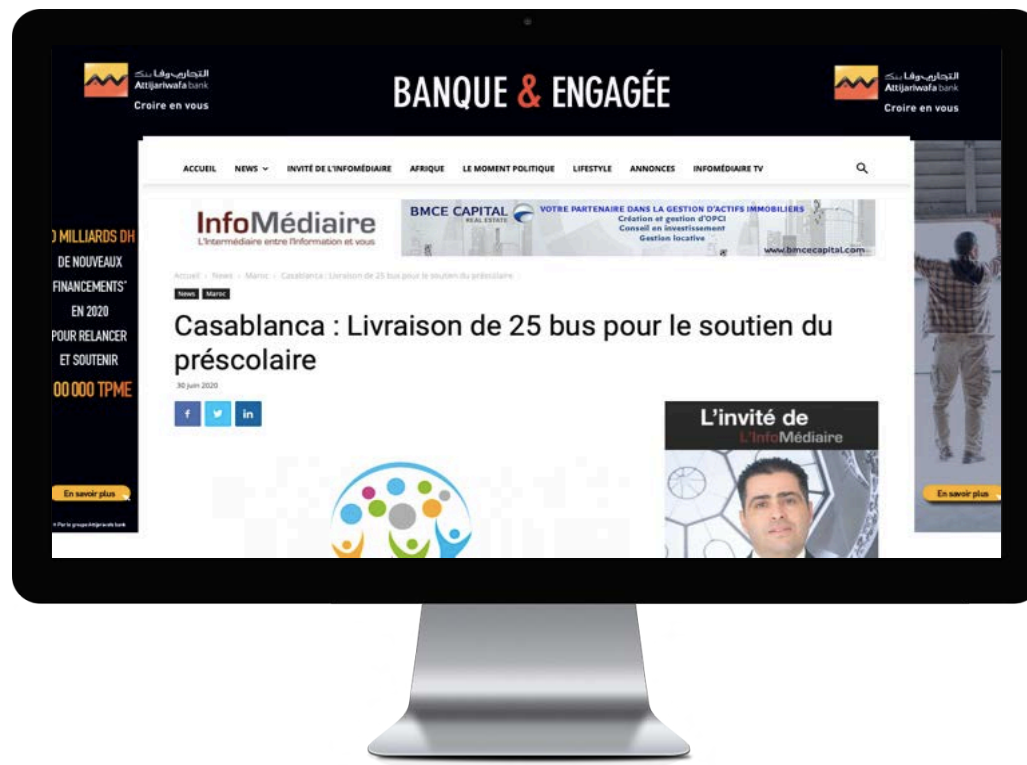 التجاري وفا بنك
Attijariwafa bank
Croire en vous
BANQUE & ENGAGÉE
التجاري وفا بنك
Attijariwafa bank
Croire en vous
ACCUEIL NEWS INVITÉ DE L'INFOMÉDIAIRE AFRIQUE LE MOMENT POLITIQUE LIFESTYLE ANNONCES INFOMÉDIAIRE TV
InfoMédiaire
L'Intermédiaire entre l'Information et vous
BMCE CAPITAL
REAL ESTATE
VOTRE PARTENAIRE DANS LA GESTION D'ACTIFS IMMOBILIERS
Création et gestion d'OPCI
Conseil en investissement
Gestion locative
www.bmcecapital.com
Accueil › News › Maroc › Casablanca : Livraison de 25 bus pour le soutien du préscolaire
News Maroc
Casablanca : Livraison de 25 bus pour le soutien du
préscolaire
30 juin 2020
f in
MILLIARDS DH
DE NOUVEAUX
FINANCEMENTS*
EN 2020
POUR RELANCER
ET SOUTENIR
00 000 TPME
En savoir plus
L'invité de
L'InfoMédiaire
En savoir plus